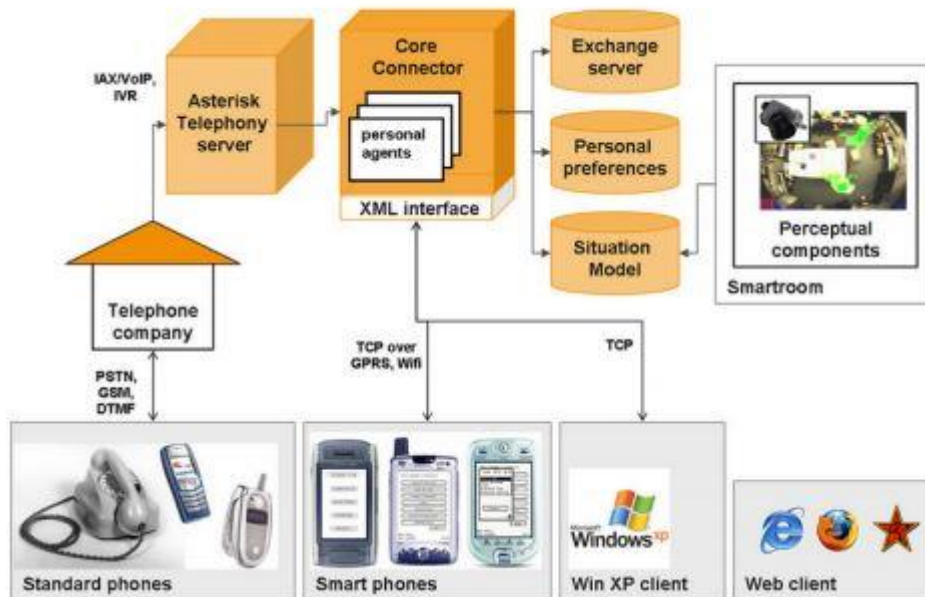 IAX/VoIP,
IVR
Asterisk
Telephony
server
Core
Connector
personal
agents
XML interface
Exchange
server
Personal
preferences
Situation
Model
Perceptual
components
Smartroom
Telephone
company
PSTN,
GSM,
DTMF
TCP over
GPRS, Wifi
TCP
Standard phones
Smart phones
Microsoft
Windows xp
Win XP client
Web client